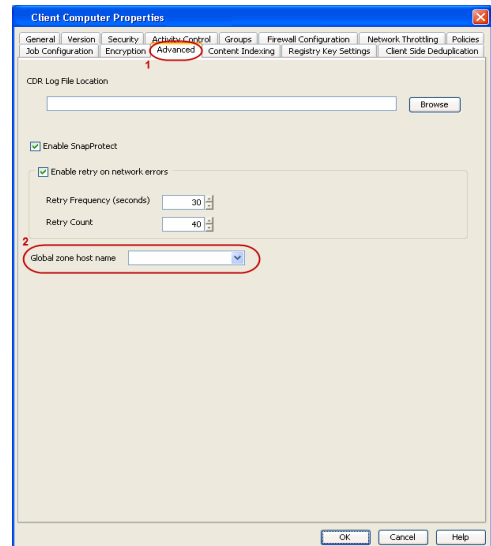 Client Computer Properties
General Version Security Activity Control Groups Firewall Configuration Network Throttling Policies
Job Configuration Encryption Advanced Content Indexing Registry Key Settings Client Side Deduplication
1
CDR Log File Location
Browse
Enable SnapProtect
Enable retry on network errors
Retry Frequency (seconds) 30
Retry Count 40
2
Global zone host name
OK Cancel Help